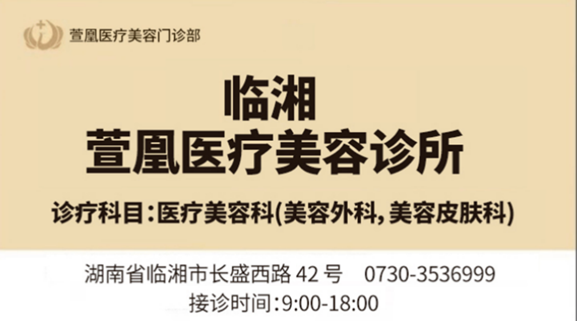 萱凰医疗美容门诊部
临湘
萱凰医疗美容诊所
诊疗科目：医疗美容科(美容外科，美容皮肤科)
湖南省临湘市长盛西路 42 号 0730-3536999
接诊时间：9:00-18:00